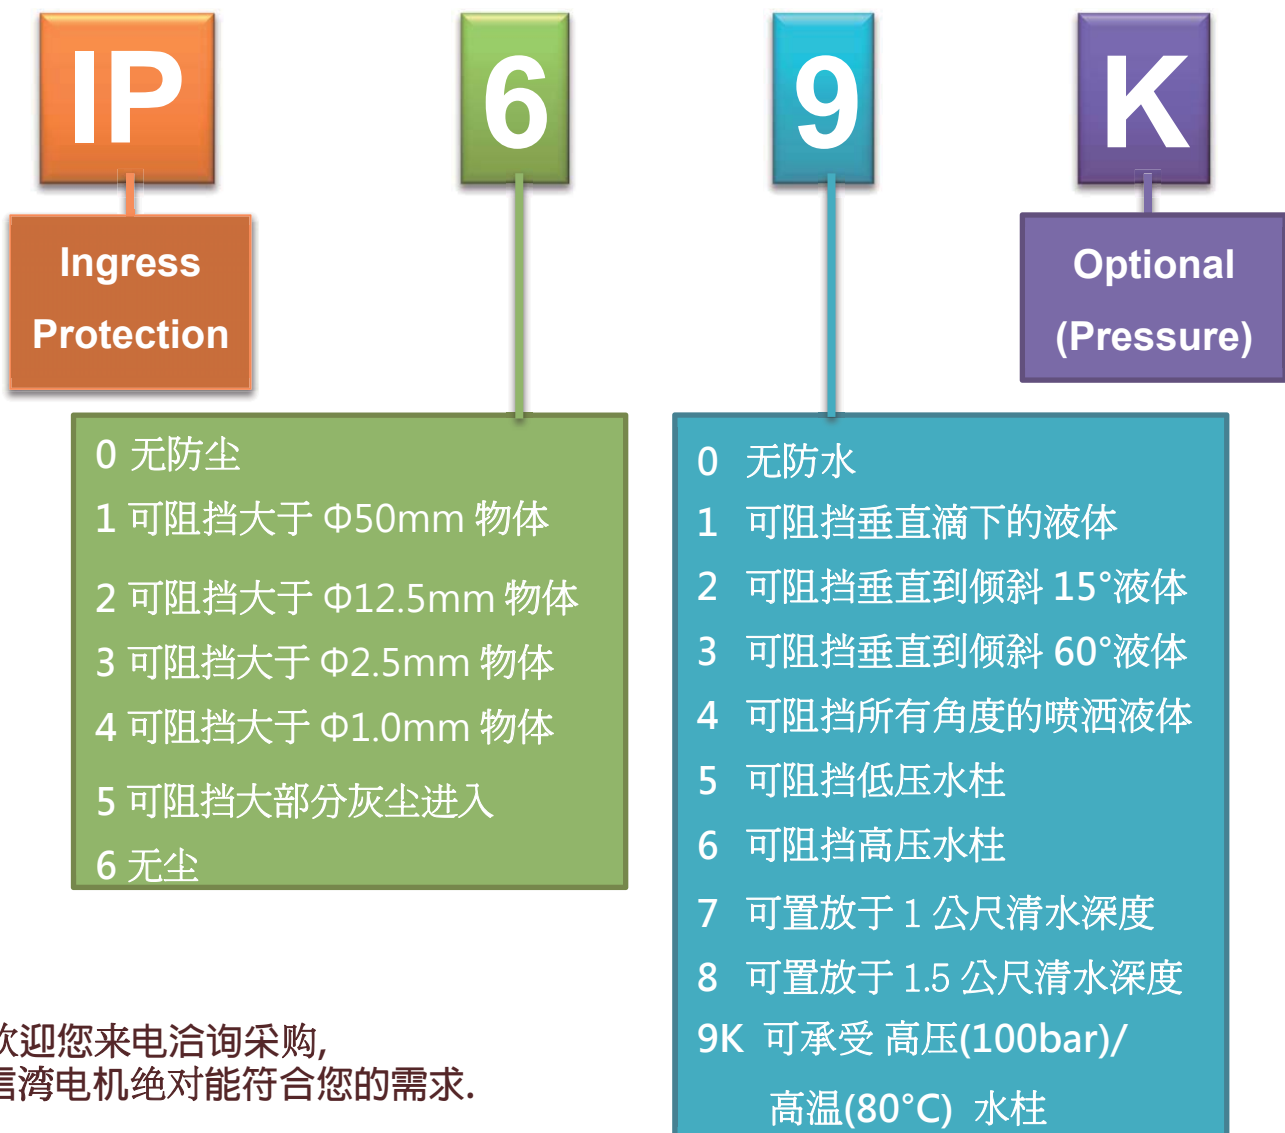 IP
6
9
K
Ingress
Protection
Optional
(Pressure)
0 无防尘
1 可阻挡大于 Φ50mm 物体
2 可阻挡大于 Φ12.5mm 物体
3 可阻挡大于 Φ2.5mm 物体
4 可阻挡大于 Φ1.0mm 物体
5 可阻挡大部分灰尘进入
6 无尘
0 无防水
1 可阻挡垂直滴下的液体
2 可阻挡垂直到倾斜 15°液体
3 可阻挡垂直到倾斜 60°液体
4 可阻挡所有角度的喷洒液体
5 可阻挡低压水柱
6 可阻挡高压水柱
7 可置放于 1 公尺清水深度
8 可置放于 1.5 公尺清水深度
9K 可承受 高压(100bar)/
高温(80°C) 水柱
欢迎您来电洽询采购,
信湾电机绝对能符合您的需求.